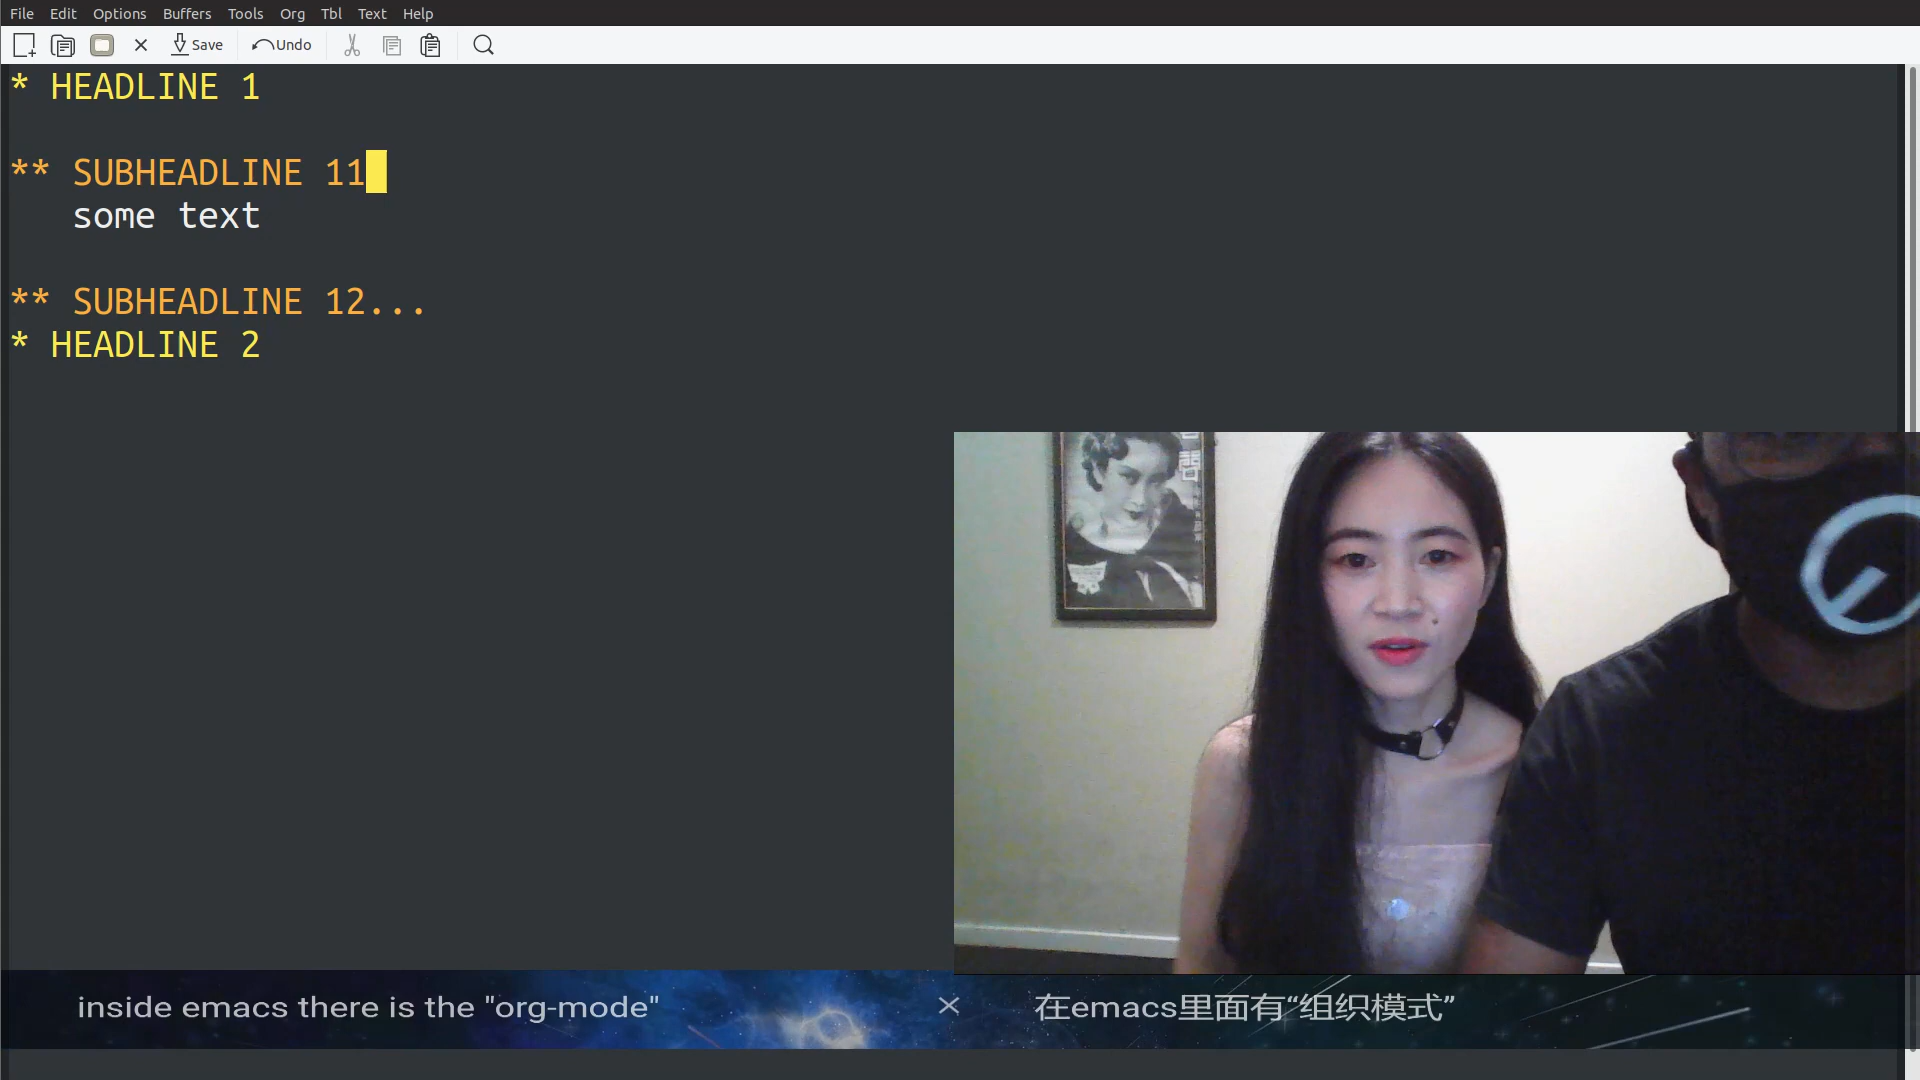 File Edit Options Buffers Tools Org Tbl Text Help
Save Undo
* HEADLINE 1
** SUBHEADLINE 11
some text
** SUBHEADLINE 12...
* HEADLINE 2
inside emacs there is the "org-mode"
在emacs里面有“组织模式”